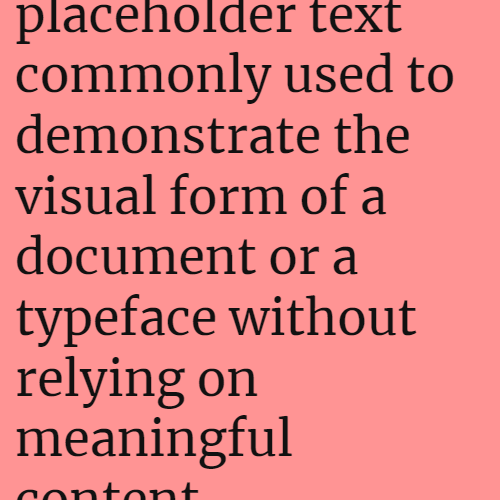 placeholder text
commonly used to
demonstrate the
visual form of a
document or a
typeface without
relying on
meaningful
content